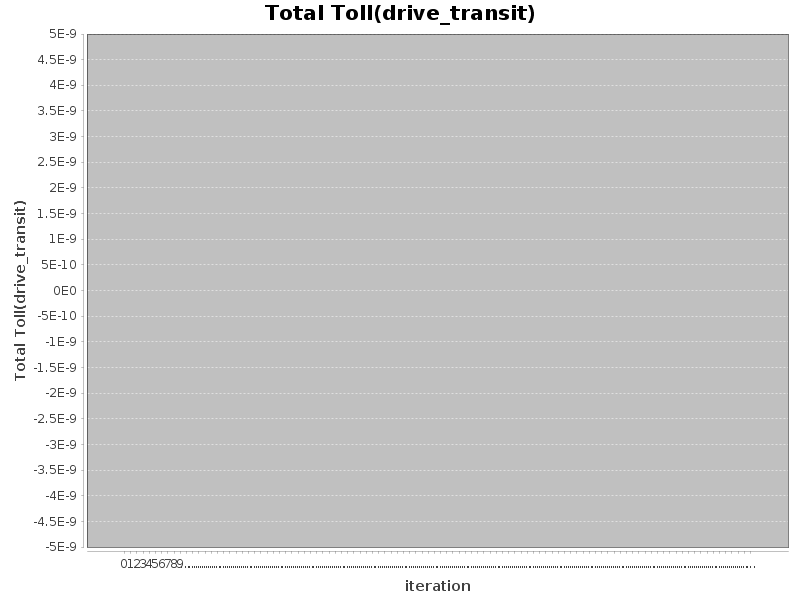 Total Toll(drive_transit)
5E-9
4.5E-9
4E-9
3.5E-9
3E-9
2.5E-9
2E-9
1.5E-9
1E-9
5E-10
0E0
-5E-10
-1E-9
-1.5E-9
-2E-9
-2.5E-9
-3E-9
-3.5E-9
-4E-9
-4.5E-9
-5E-9
Total Toll(drive_transit)
0123456789
iteration